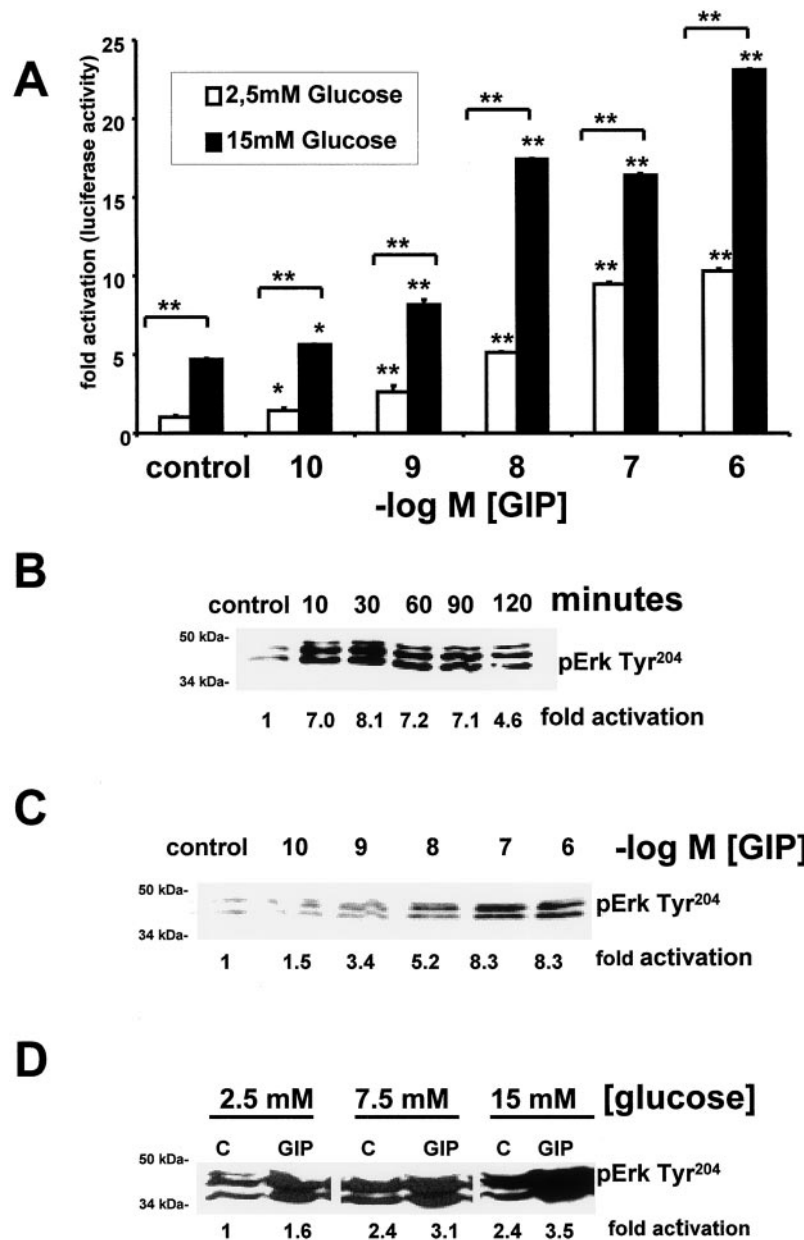 A
fold activation (luciferase activity)
25
20
15
10
5
0
2,5mM Glucose
15mM Glucose
** ** ** ** ** **
* * ** ** ** ** ** ** ** **
control 10 9 8 7 6
-log M [GIP]
B
control 10 30 60 90 120 minutes
50 kDa-
34 kDa-
pErk Tyr204
1 7.0 8.1 7.2 7.1 4.6 fold activation
C
control 10 9 8 7 6 -log M [GIP]
50 kDa-
34 kDa-
pErk Tyr204
1 1.5 3.4 5.2 8.3 8.3 fold activation
D
2.5 mM 7.5 mM 15 mM [glucose]
C GIP C GIP C GIP
50 kDa-
34 kDa-
pErk Tyr204
1 1.6 2.4 3.1 2.4 3.5 fold activation